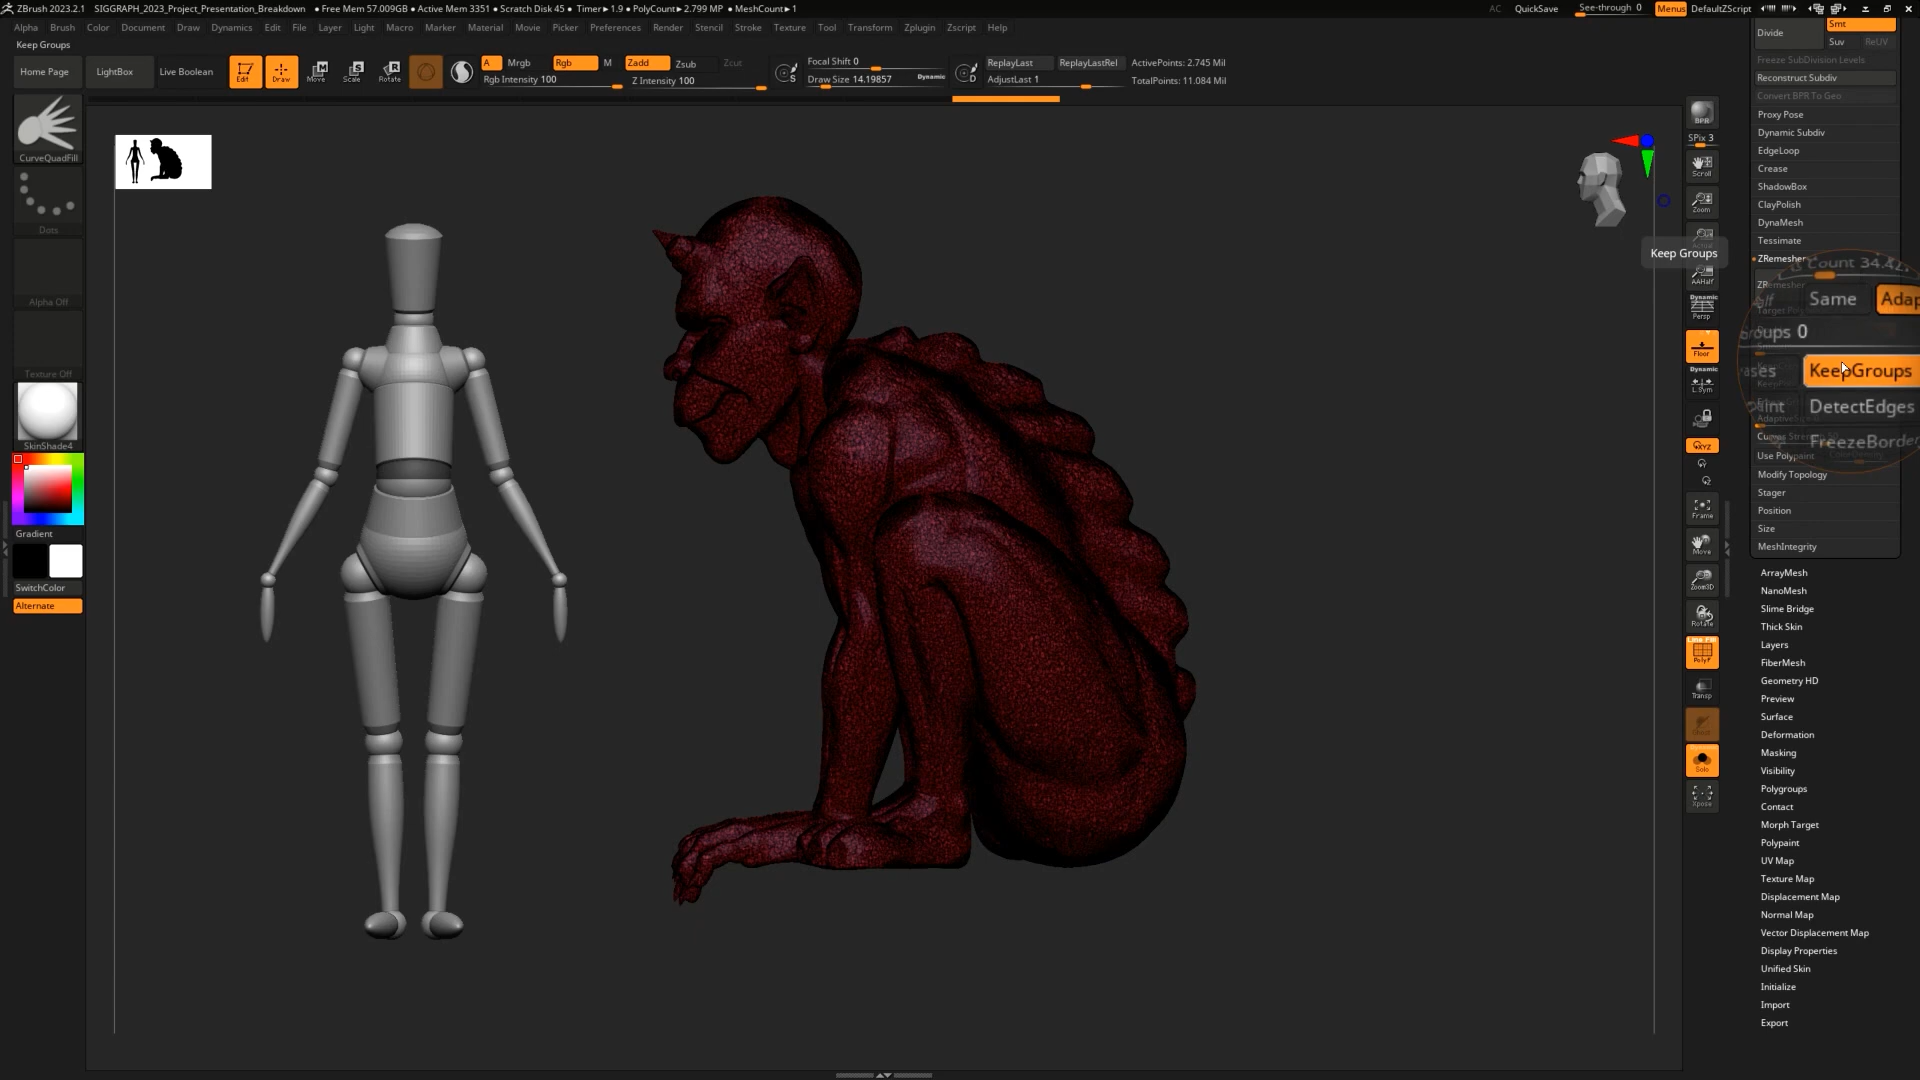 ZBrush 2023.2.1 SIGGRAPH_2023_Project_Presentation_Breakdown • Free Mem 57.009GB • Active Mem 3351 • Scratch Disk 45 • Timer►1.9 • PolyCount►2.799 MP • MeshCount►1 AC QuickSave See-through 0 Menus DefaultZScript
Alpha Brush Color Document Draw Dynamics Edit File Layer Light Macro Marker Material Movie Picker Preferences Render Stencil Stroke Texture Tool Transform Zplugin Zscript Help
Keep Groups
Home Page LightBox Live Boolean Edit Draw Move Scale Rotate
A Mrgb Rgb M Zadd Zsub Zcut
Rgb Intensity 100 Z Intensity 100
Focal Shift 0
Draw Size 14.19857 Dynamic
ReplayLast ReplayLastRel ActivePoints: 2.745 Mil
AdjustLast 1 TotalPoints: 11.084 Mil
CurveQuadFill
Dots
Alpha Off
Texture Off
SkinShade4
Gradient
SwitchColor
Alternate
Keep Groups
BPR
SPix 3
Scroll
Zoom
AAHalf
Dynamic
Persp
Floor
Dynamic
L.Sym
XYZ
Frame
Move
Zoom3D
Rotate
Line Fill
PolyF
Transp
Solo
Xpose
Smt
Divide
Suv ReUV
Freeze SubDivision Levels
Reconstruct Subdiv
Convert BPR To Geo
Proxy Pose
Dynamic Subdiv
EdgeLoop
Crease
ShadowBox
ClayPolish
DynaMesh
Tessimate
ZRemesher
Same
KeepGroups
DetectEdges
Use Polypaint
Modify Topology
Stager
Position
Size
MeshIntegrity
ArrayMesh
NanoMesh
Slime Bridge
Thick Skin
Layers
FiberMesh
Geometry HD
Preview
Surface
Deformation
Masking
Visibility
Polygroups
Contact
Morph Target
Polypaint
UV Map
Texture Map
Displacement Map
Normal Map
Vector Displacement Map
Display Properties
Unified Skin
Initialize
Import
Export